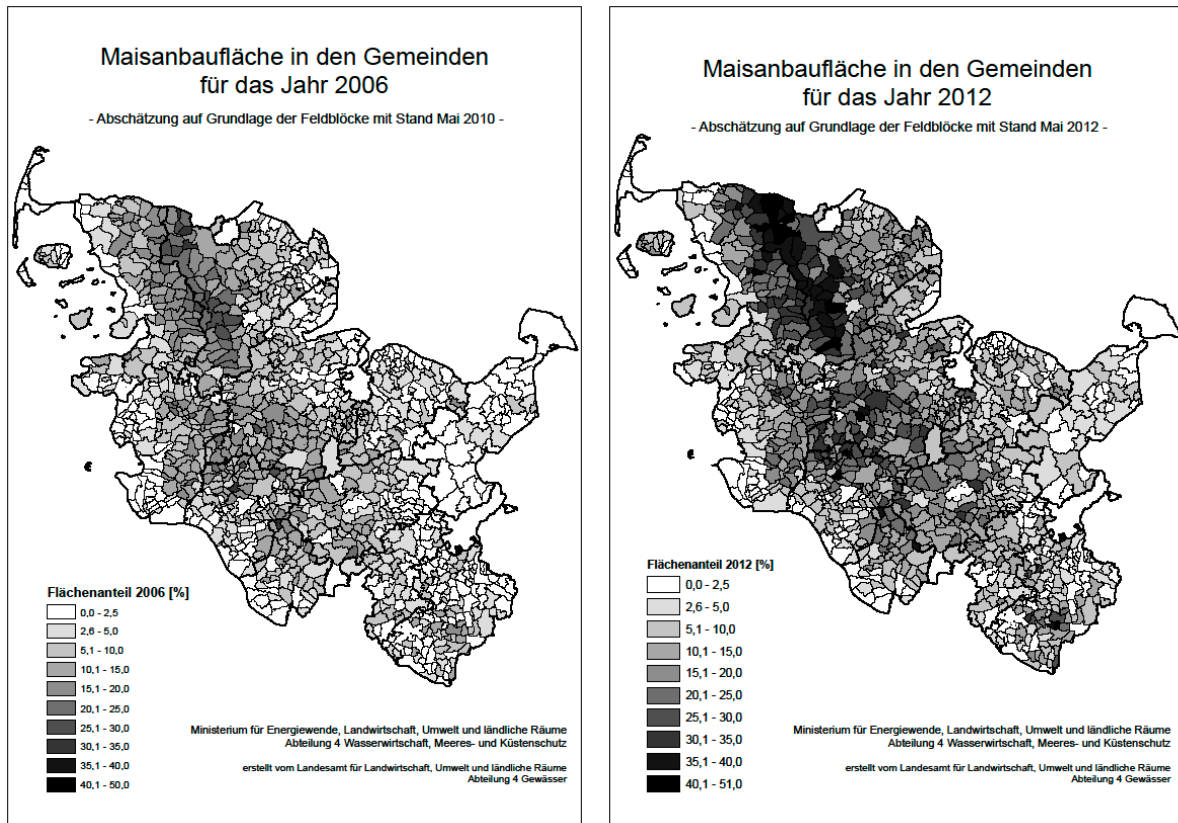 Maisanbaufläche in den Gemeinden
für das Jahr 2006
- Abschätzung auf Grundlage der Feldblöcke mit Stand Mai 2010 -
Flächenanteil 2006 [%]
0,0 - 2,5
2,6 - 5,0
5,1 - 10,0
10,1 - 15,0
15,1 - 20,0
20,1 - 25,0
25,1 - 30,0
30,1 - 35,0
35,1 - 40,0
40,1 - 50,0
Ministerium für Energiewende, Landwirtschaft, Umwelt und ländliche Räume
Abteilung 4 Wasserwirtschaft, Meeres- und Küstenschutz
erstellt vom Landesamt für Landwirtschaft, Umwelt und ländliche Räume
Abteilung 4 Gewässer
Maisanbaufläche in den Gemeinden
für das Jahr 2012
- Abschätzung auf Grundlage der Feldblöcke mit Stand Mai 2012 -
Flächenanteil 2012 [%]
0,0 - 2,5
2,6 - 5,0
5,1 - 10,0
10,1 - 15,0
15,1 - 20,0
20,1 - 25,0
25,1 - 30,0
30,1 - 35,0
35,1 - 40,0
40,1 - 51,0
Ministerium für Energiewende, Landwirtschaft, Umwelt und ländliche Räume
Abteilung 4 Wasserwirtschaft, Meeres- und Küstenschutz
erstellt vom Landesamt für Landwirtschaft, Umwelt und ländliche Räume
Abteilung 4 Gewässer